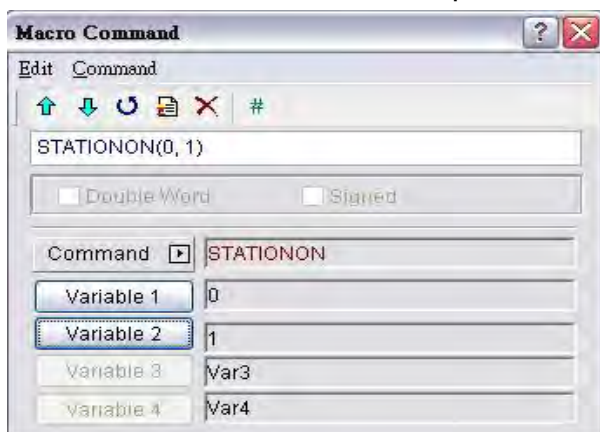 Macro Command
Edit Command
#
STATIONON(0, 1)
Double Word Signed
Command STATIONON
Variable 1 0
Variable 2 1
Variable 3 Var3
Variable 4 Var4